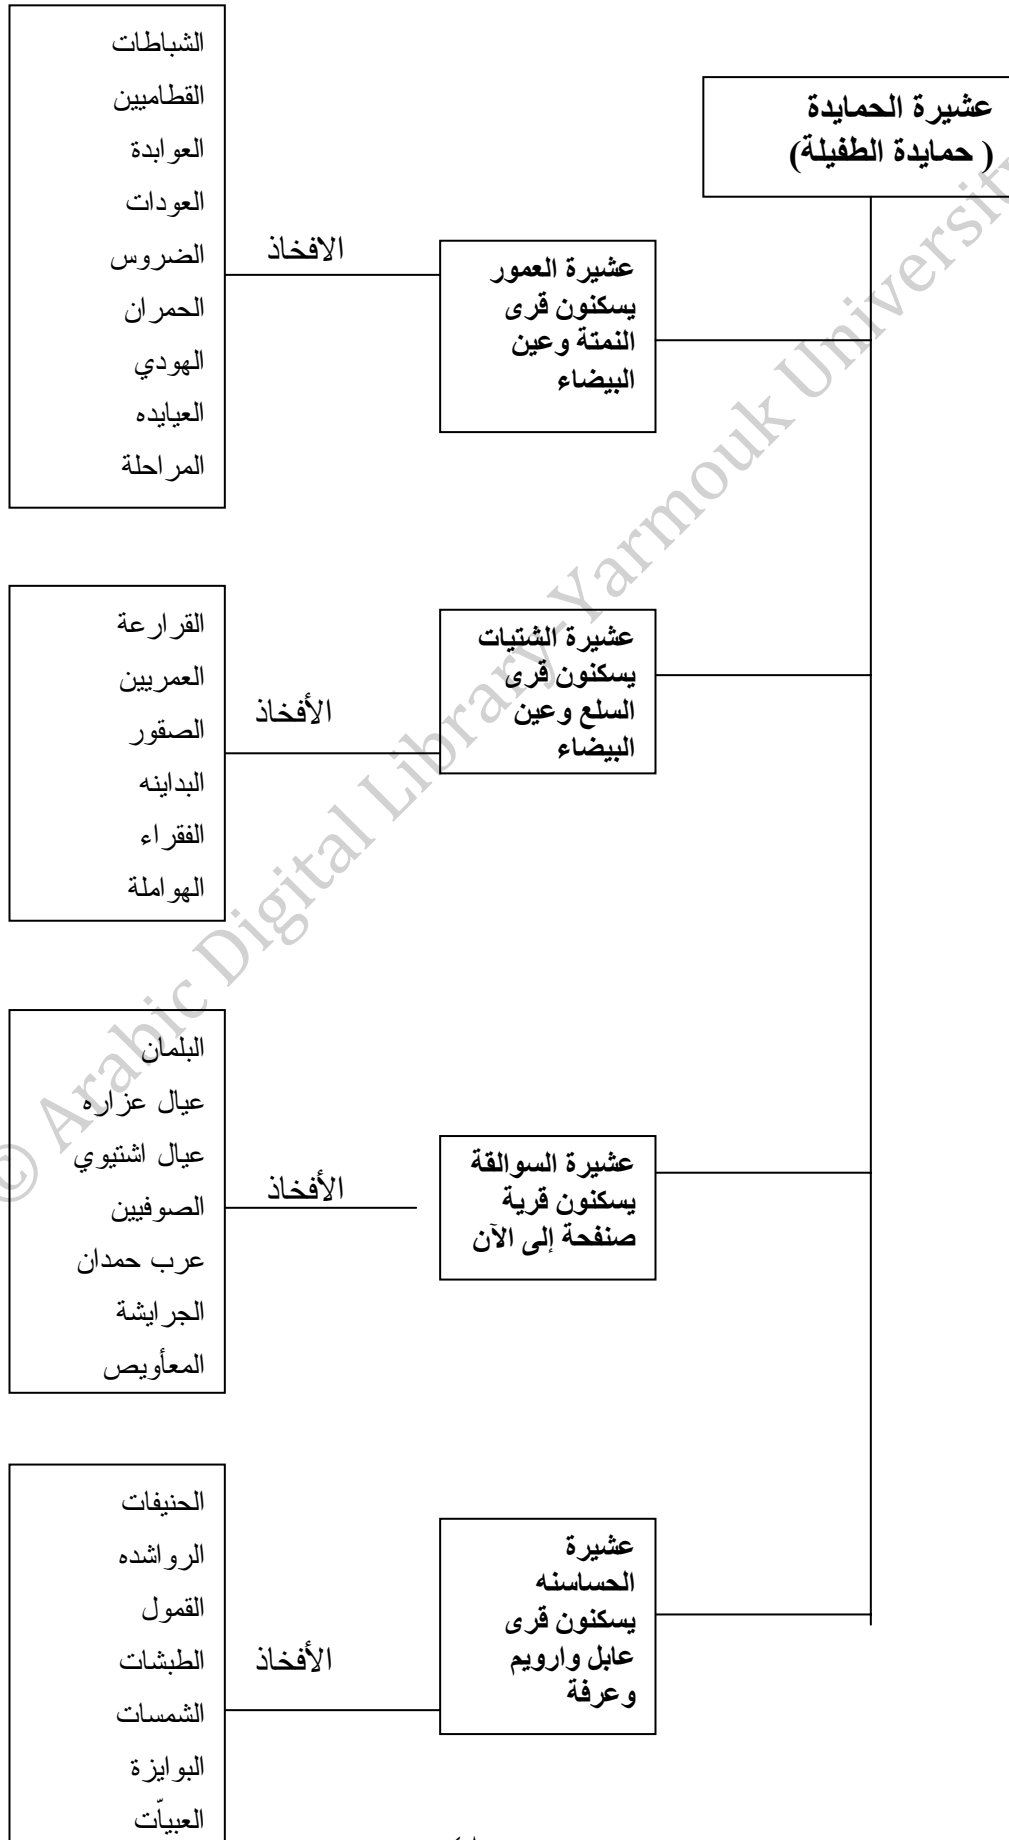 عشيرة الحمايدة
( حمايدة الطفيلة)
عشيرة العمور
يسكنون قرى
النمتة وعين
البيضاء
الافخاذ
الشباطات
القطاميين
العوابدة
العودات
الضروس
الحمران
الهودي
العيايده
المراحلة
عشيرة الشتيات
يسكنون قرى
السلع وعين
البيضاء
الأفخاذ
القرارعة
العمريين
الصقور
البداينه
الفقراء
الهواملة
عشيرة السوالقة
يسكنون قرية
صنفحة إلى الآن
الأفخاذ
البلمان
عيال عزاره
عيال اشتيوي
الصوفيين
عرب حمدان
الجرايشة
المعأويص
عشيرة
الحساسنه
يسكنون قرى
عابل وارويم
وعرفة
الأفخاذ
الحنيفات
الرواشده
القمول
الطبشات
الشمسات
البوايزة
العبيآّت
© Arabic Digital Library-Yarmouk University